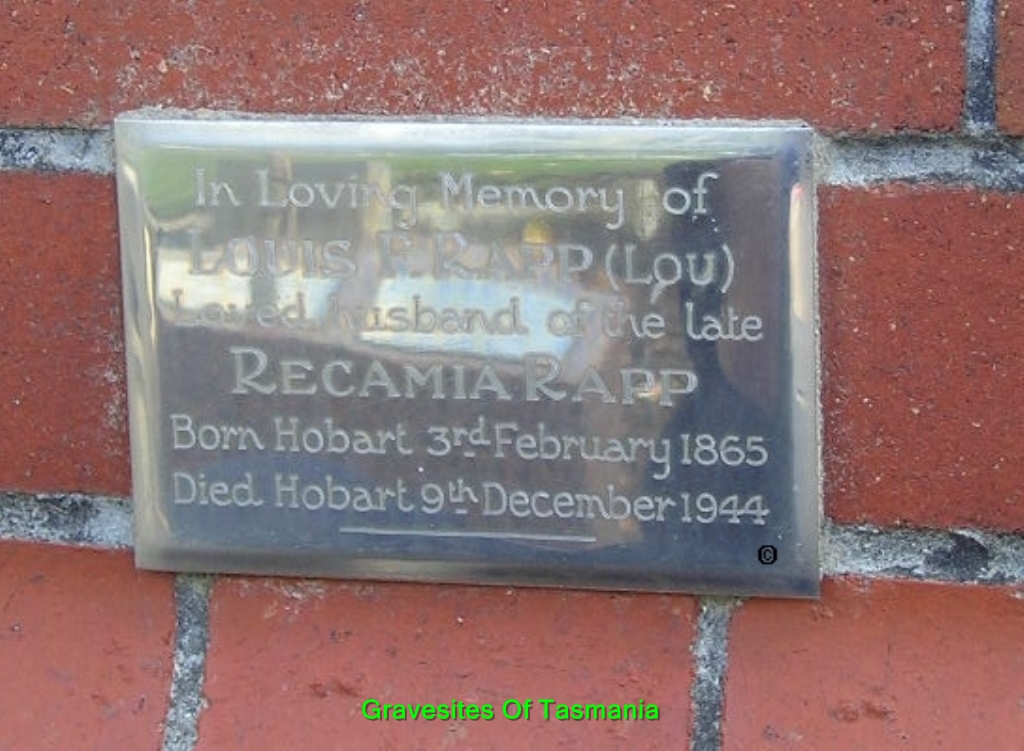 In Loving Memory of
LOUIS F. RAPP (LOU)
Loved husband of the late
RECAMIA RAPP
Born Hobart 3rd February 1865
Died Hobart 9th December 1944
©
Gravesites Of Tasmania